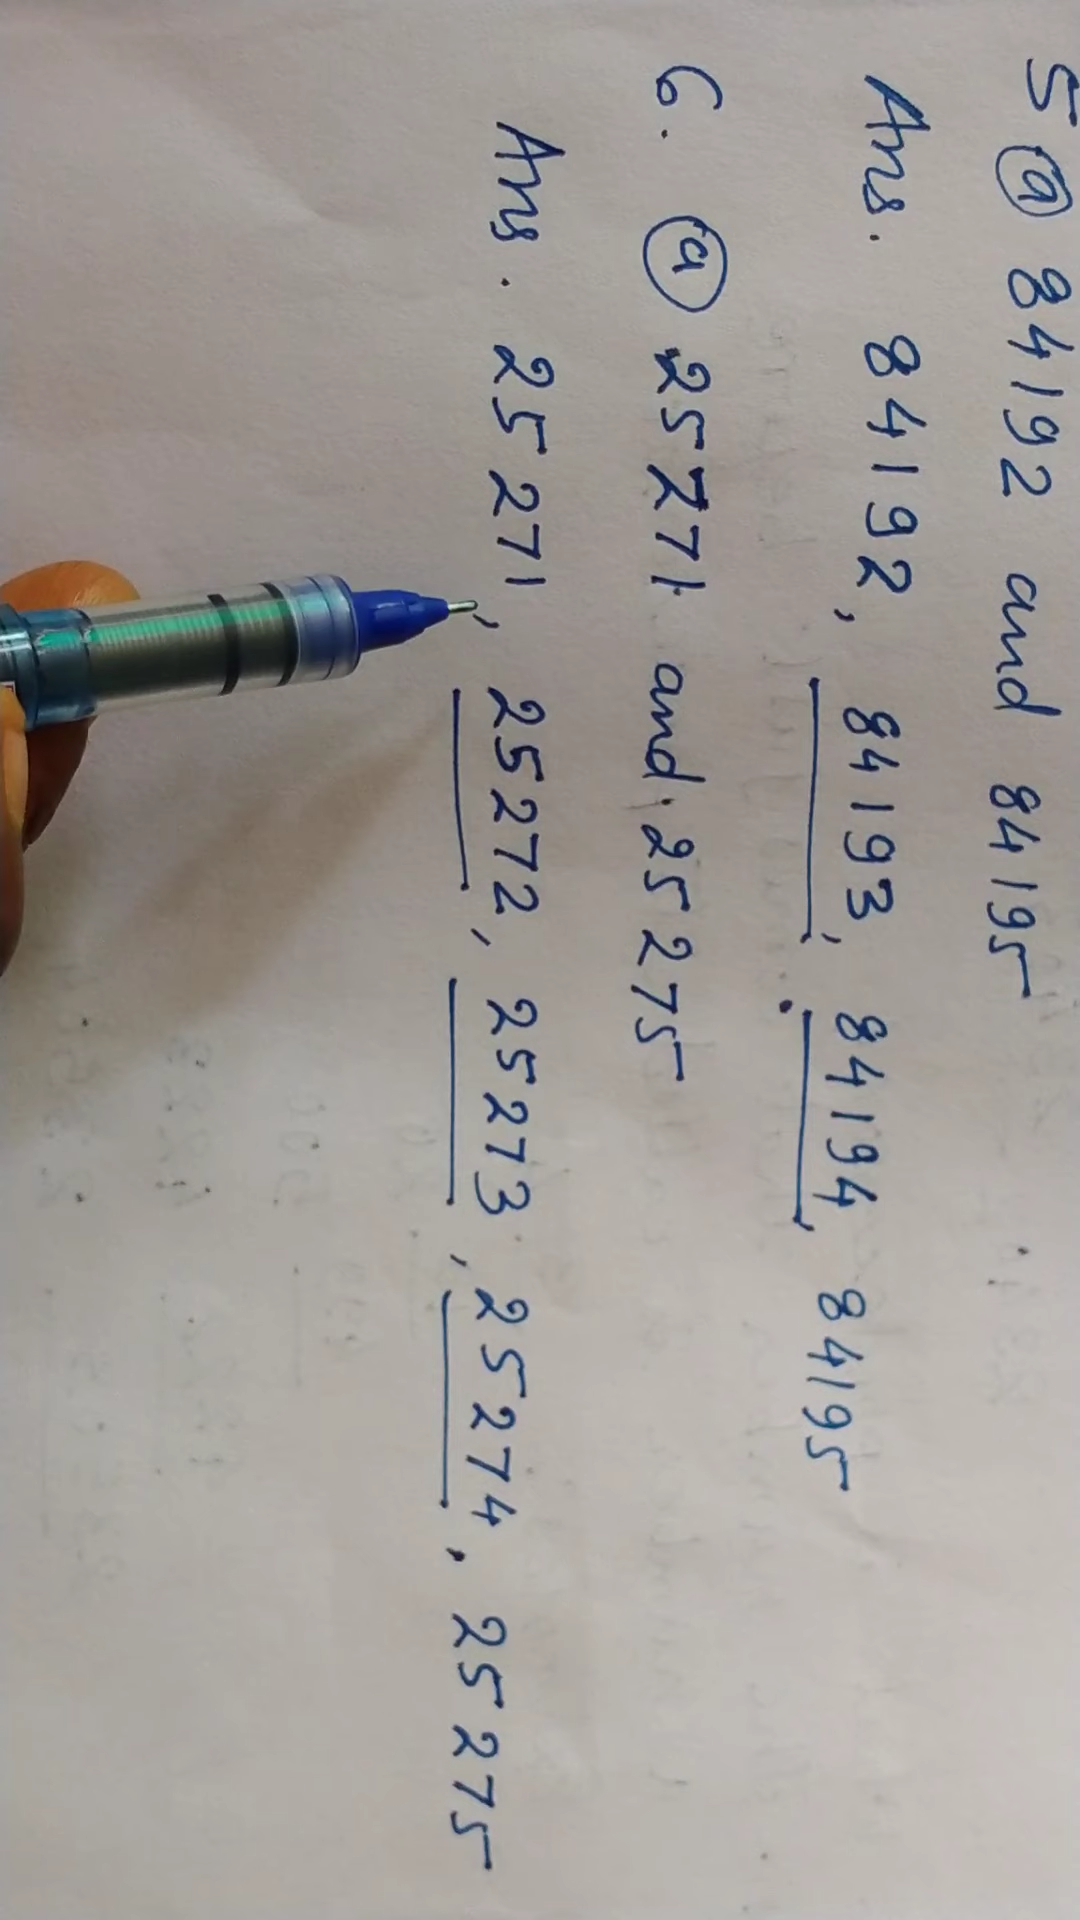 5 (a) 84192 and 84195
Ans. 84192, 84193, 84194, 84195
6. (a) 25271 and 25275
Ans. 25271, 25272, 25273, 25274, 25275